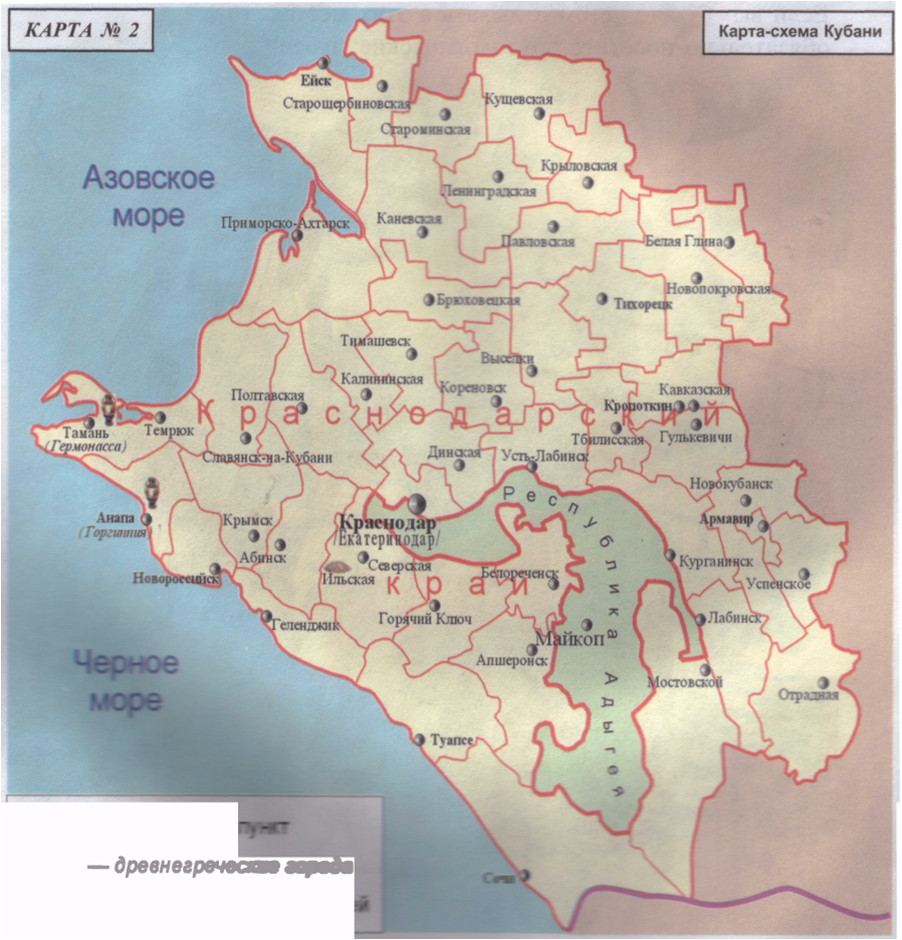 КАРТА № 2
Карта-схема Кубани
Ейск
Старощербиновская
Кущевская
Староминская
Крыловская
Азовское
море
Ленинградская
Приморско-Ахтарск
Каневская
Павловская
Белая Глина
Новопокровская
Брюховецкая
Тихорецк
Тимашевск
Выселки
Калининская
Кореновск
Кавказская
Полтавская
Кропоткин
Краснодарский
Тамань
(Гермонасса)
Темрюк
Тбилисская
Гулькевичи
Славянск-на-Кубани
Динская
Усть-Лабинск
Новокубанск
Республика Адыгея
Анапа
(Горгиппия)
Крымск
Краснодар
/Екатеринодар/
Армавир
Абинск
Северская
Курганинск
Новороссийск
Ильская
край
Белореченск
Успенское
Геленджик
Горячий Ключ
Лабинск
Майкоп
Черное
море
Апшеронск
Мостовской
Отрадная
Туапсе
пункт
— древнегреческие города
Сочи
ей